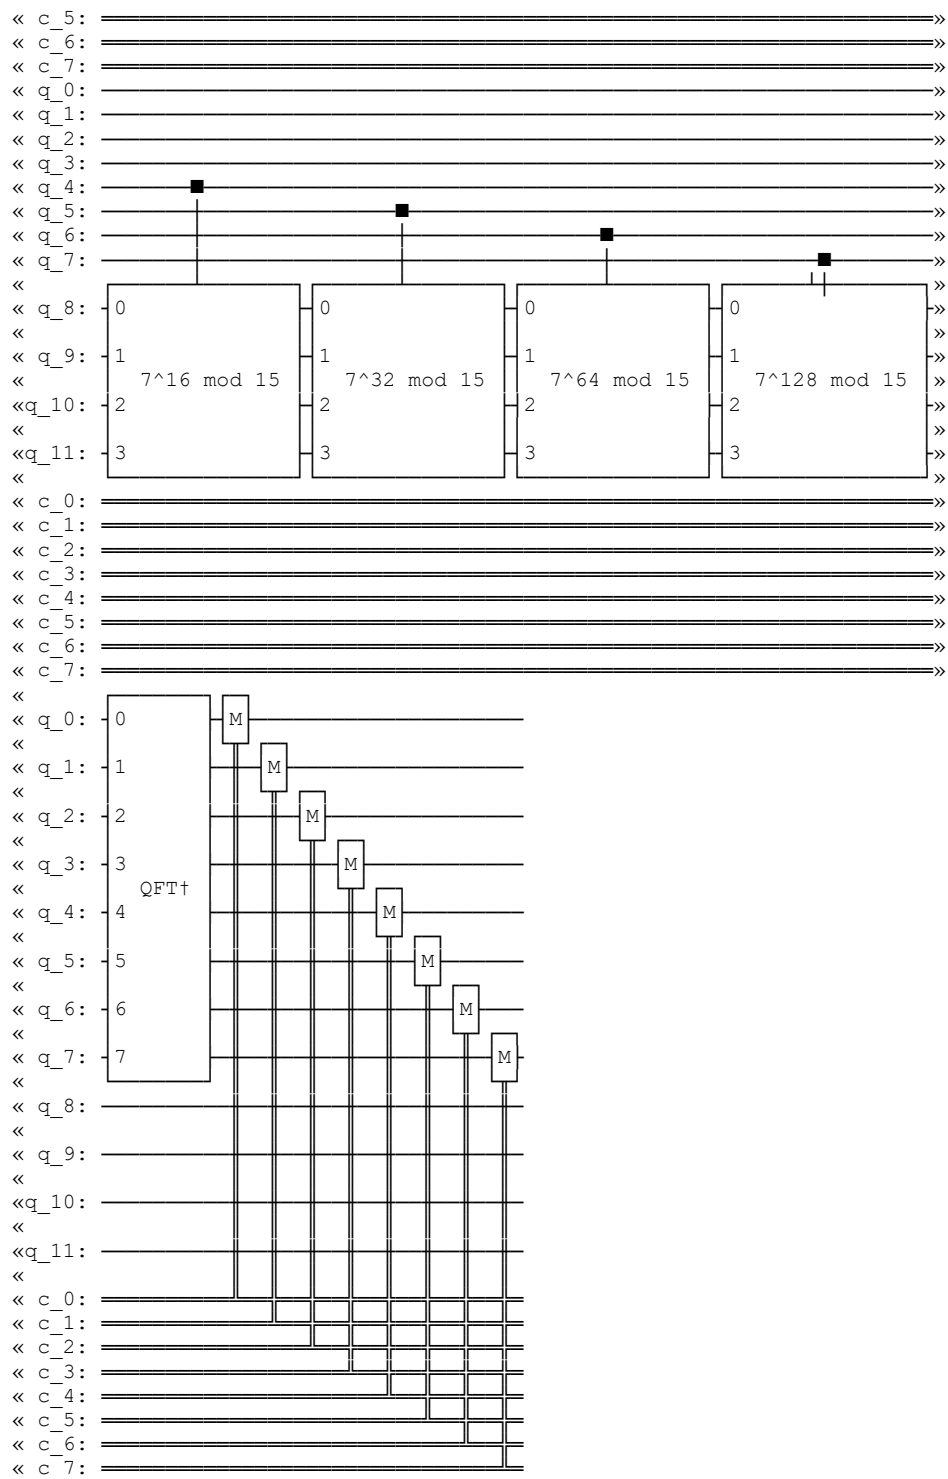 « c_5: »
« c_6: »
« c_7: »
« q_0: »
« q_1: »
« q_2: »
« q_3: »
« q_4: »
« q_5: »
« q_6: »
« q_7: »
« »
« q_8: 0 0 0 0 »
« »
« q_9: 1 1 1 1 »
« 7^16 mod 15 7^32 mod 15 7^64 mod 15 7^128 mod 15 »
«q_10: 2 2 2 2 »
« »
«q_11: 3 3 3 3 »
« »
« c_0: »
« c_1: »
« c_2: »
« c_3: »
« c_4: »
« c_5: »
« c_6: »
« c_7: »
«
« q_0: 0 M
«
« q_1: 1 M
«
« q_2: 2 M
«
« q_3: 3 M
« QFT†
« q_4: 4 M
«
« q_5: 5 M
«
« q_6: 6 M
«
« q_7: 7 M
«
« q_8:
«
« q_9:
«
«q_10:
«
«q_11:
«
« c_0:
« c_1:
« c_2:
« c_3:
« c_4:
« c_5:
« c_6:
« c_7: